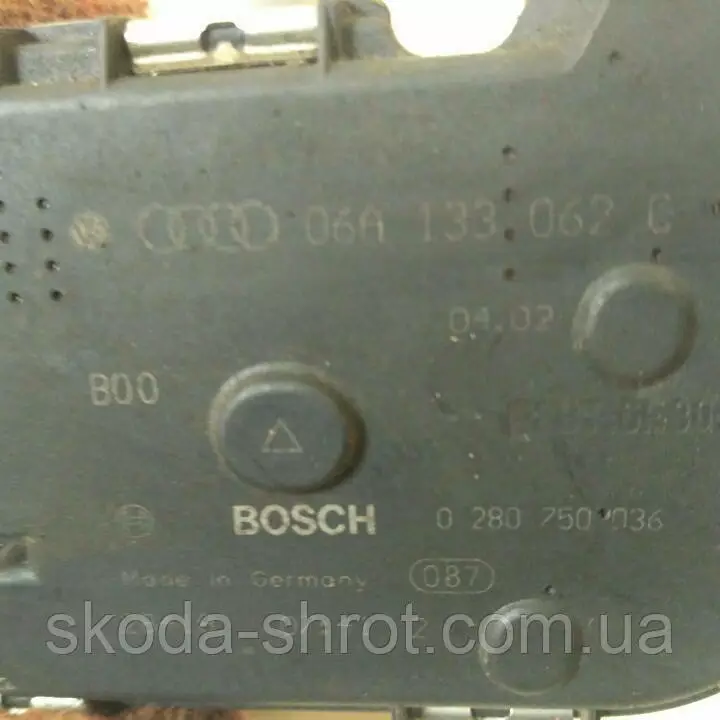 06A 133 062 C
04.02
B00
BOSCH 0 280 750 036
Made in Germany 087
skoda-shrot.com.ua